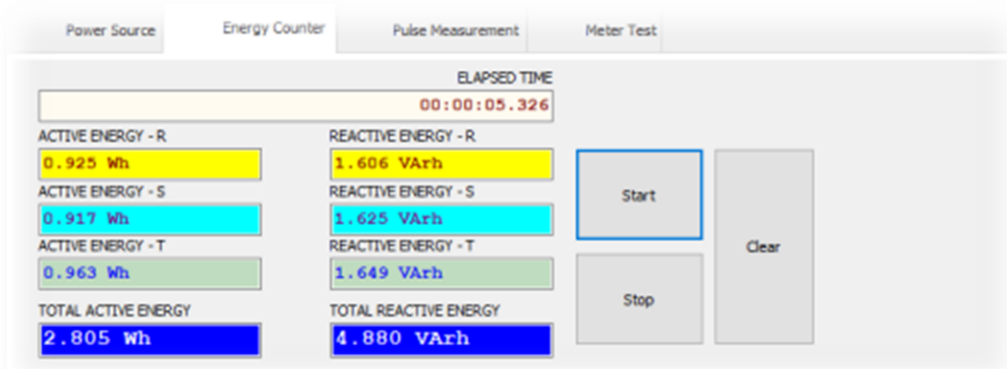 Power Source Energy Counter Pulse Measurement Meter Test
ELAPSED TIME
00:00:05.326
ACTIVE ENERGY - R REACTIVE ENERGY - R
0.925 Wh 1.606 VArh
ACTIVE ENERGY - S REACTIVE ENERGY - S
0.917 Wh 1.625 VArh
ACTIVE ENERGY - T REACTIVE ENERGY - T
0.963 Wh 1.649 VArh
TOTAL ACTIVE ENERGY TOTAL REACTIVE ENERGY
2.805 Wh 4.880 VArh
Start
Stop
Clear